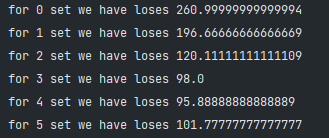 for 0 set we have loses 260.99999999999994
for 1 set we have loses 196.66666666666669
for 2 set we have loses 120.11111111111109
for 3 set we have loses 98.0
for 4 set we have loses 95.88888888888889
for 5 set we have loses 101.77777777777777